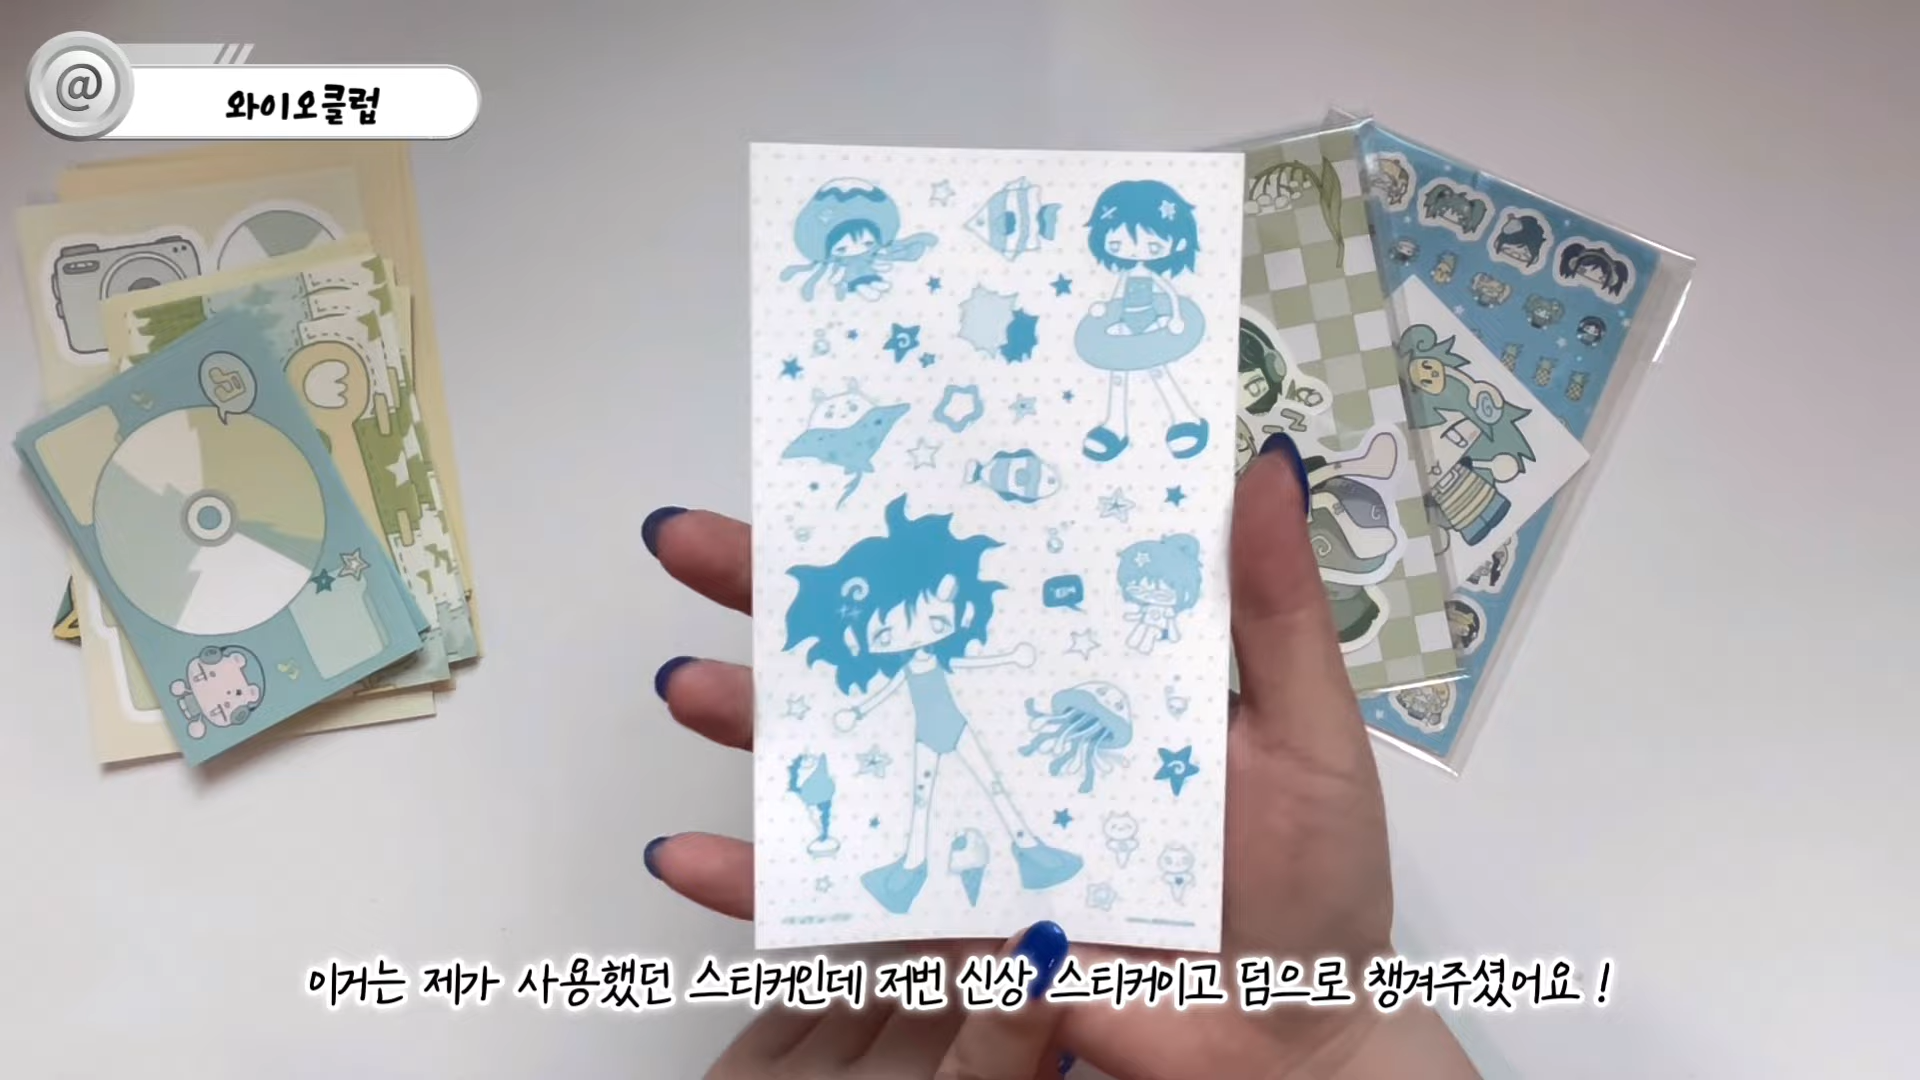 @
와이오클럽
이거는 제가 사용했던 스티커인데 저번 신상 스티커이고 덤으로 챙겨주셨어요 !